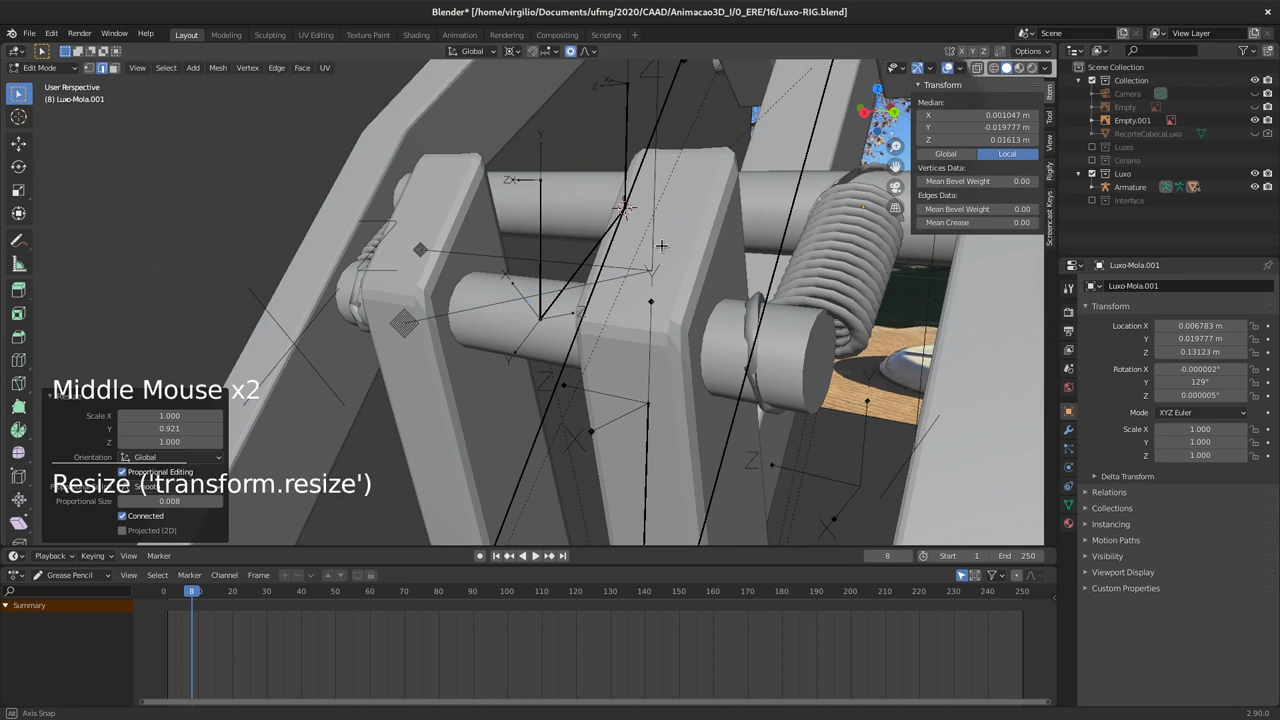 Blender* [/home/virgilio/Documents/ufmg/2020/CAAD/Animacao3D_I/0_ERE/16/Luxo-RIG.blend]
File Edit Render Window Help Layout Modeling Sculpting UV Editing Texture Paint Shading Animation Rendering Compositing Scripting + Scene View Layer
Global X Y Z Options
Edit Mode View Select Add Mesh Vertex Edge Face UV
User Perspective
(8) Luxo-Mola.001
Transform
Median:
X 0.001047 m
Y -0.019777 m
Z 0.01613 m
Global Local
Vertices Data:
Mean Bevel Weight 0.00
Edges Data:
Mean Bevel Weight 0.00
Mean Crease 0.00
Item
Tool
View
Rigify
Screencast Keys
Scene Collection
Collection
Camera
Empty
Empty.001
RecorteCabecaLuxo
Luzes
Cenario
Luxo
Armature
Interface
Luxo-Mola.001
Luxo-Mola.001
Transform
Location X 0.006783 m
Y 0.019777 m
Z 0.13123 m
Rotation X -0.000002°
Y 129°
Z 0.000005°
Mode XYZ Euler
Scale X 1.000
Y 1.000
Z 1.000
Delta Transform
Relations
Collections
Instancing
Motion Paths
Visibility
Viewport Display
Custom Properties
Middle Mouse x2
Scale X 1.000
Y 0.921
Z 1.000
Orientation Global
Proportional Editing
Resize ('transform.resize')
Proportional Size 0.008
Connected
Projected (2D)
Playback Keying View Marker 8 Start 1 End 250
Grease Pencil View Select Marker Channel Frame
0 8 20 30 40 50 60 70 80 90 100 110 120 130 140 150 160 170 180 190 200 210 220 230 240 250
Summary
Axis Snap 2.90.0